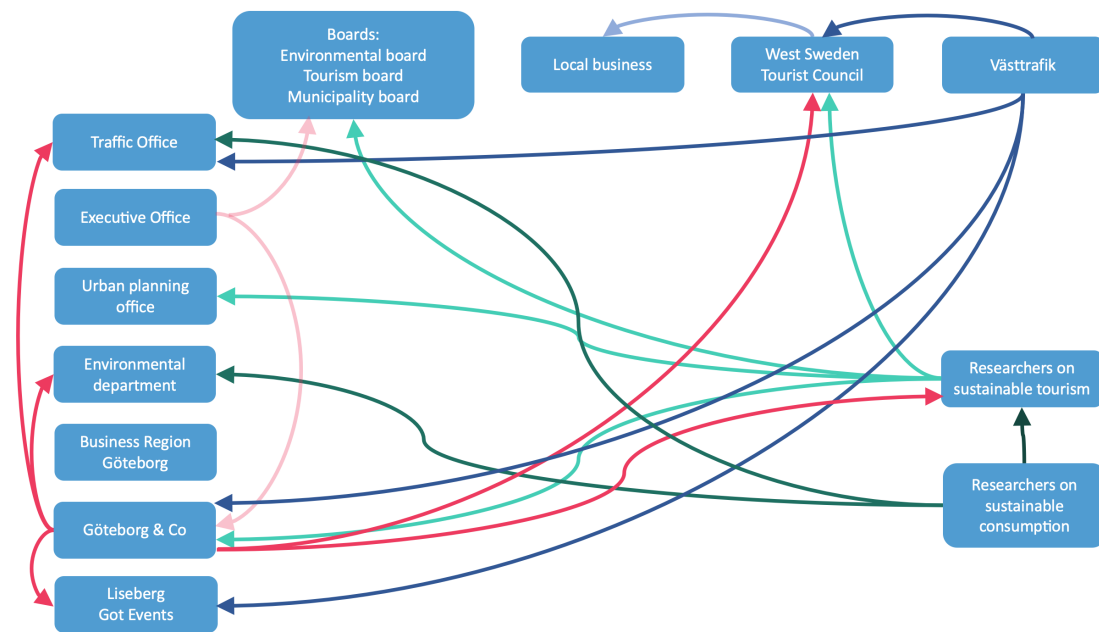 Boards:
Environmental board
Tourism board
Municipality board
Local business
West Sweden
Tourist Council
Västtrafik
Traffic Office
Executive Office
Urban planning
office
Environmental
department
Business Region
Göteborg
Göteborg & Co
Liseberg
Got Events
Researchers on
sustainable tourism
Researchers on
sustainable
consumption